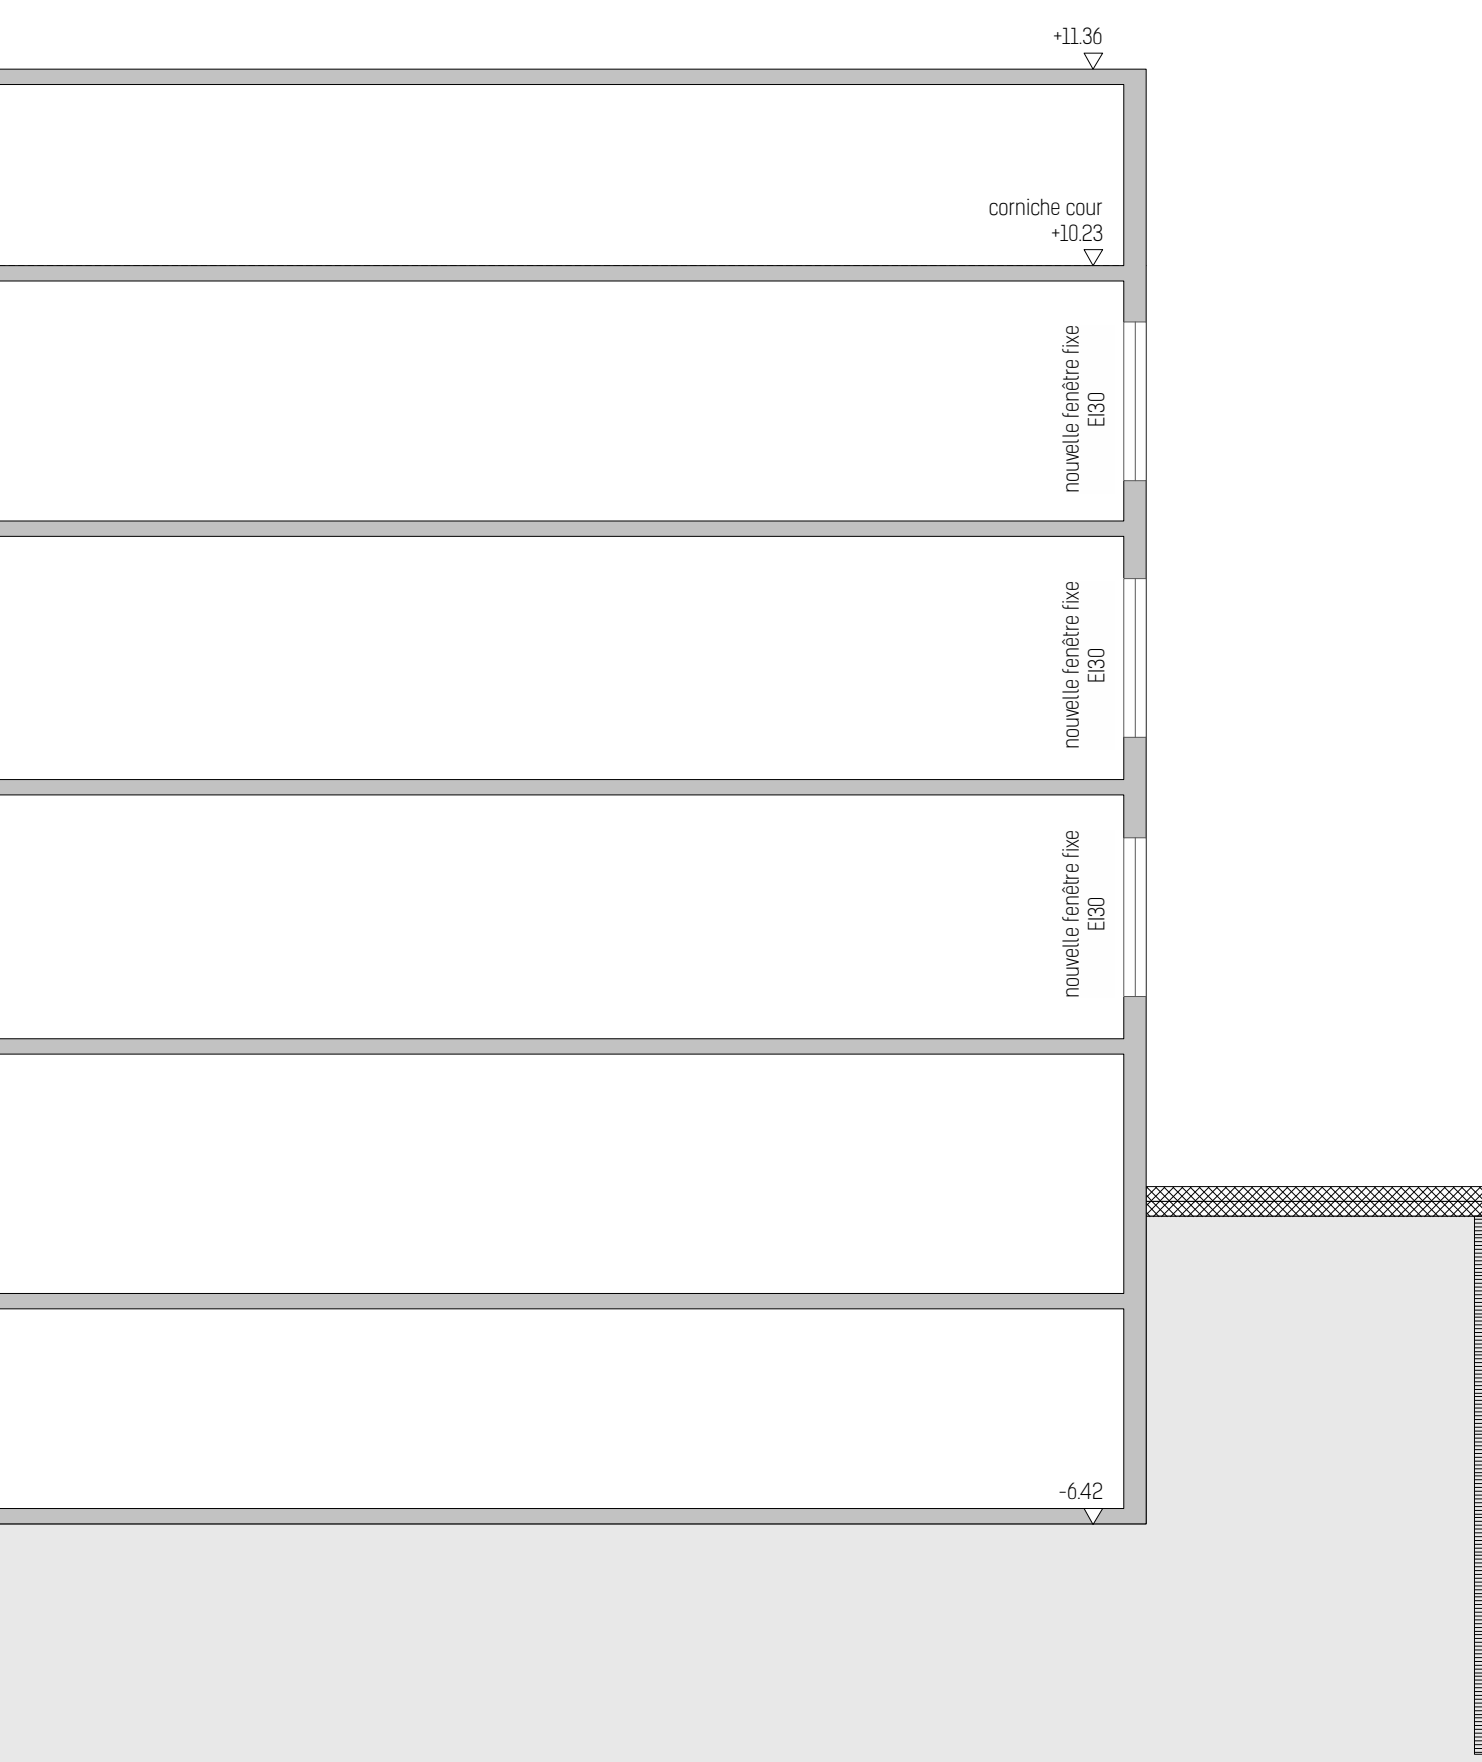 +11.36
corniche cour
+10.23
nouvelle fenêtre fixe
EI30
nouvelle fenêtre fixe
EI30
nouvelle fenêtre fixe
EI30
-6.42